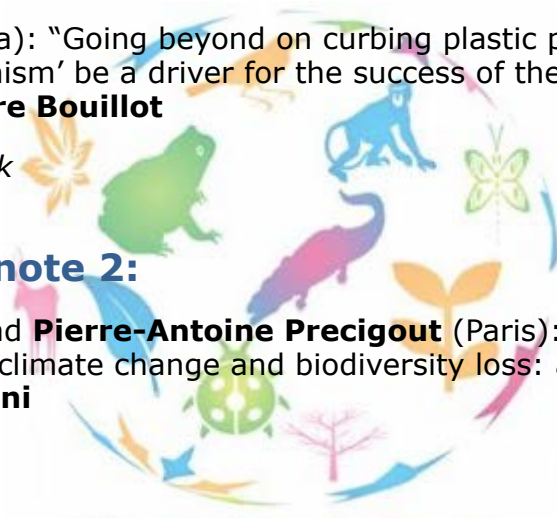 a): “Going beyond on curbing plastic p
nism’ be a driver for the success of the
re Bouillot
k
note 2:
nd Pierre-Antoine Precigout (Paris):
climate change and biodiversity loss: a
ni